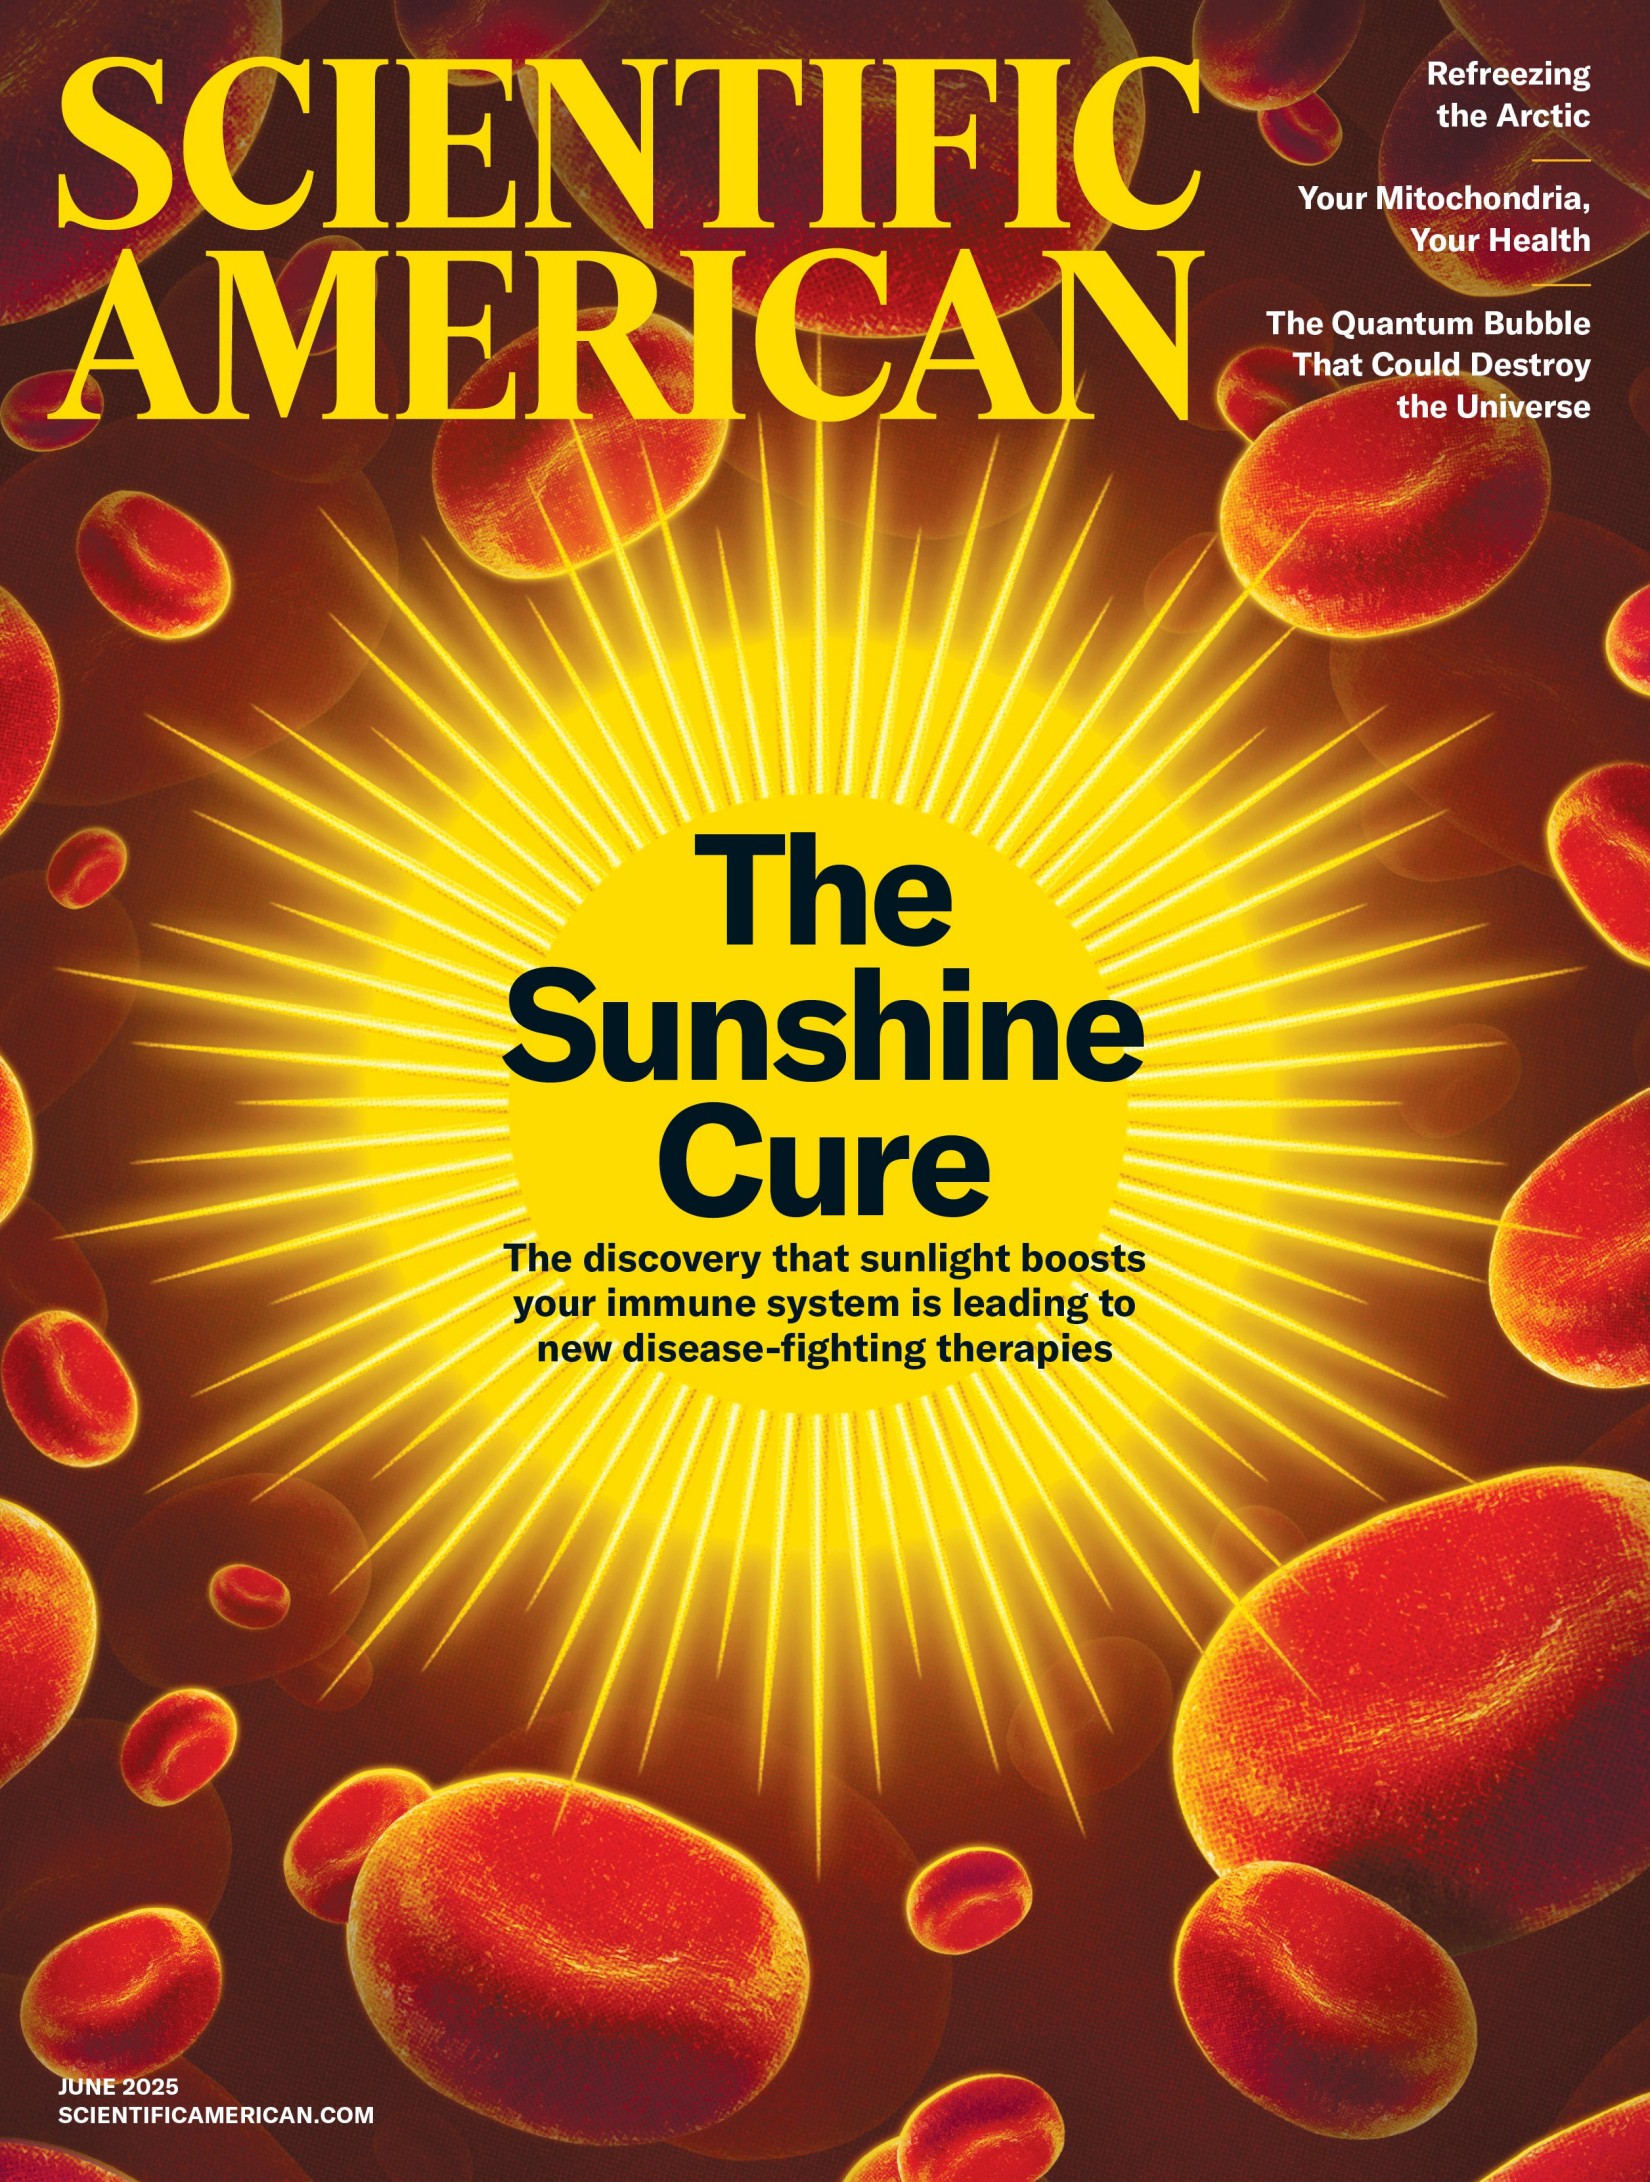 SCIENTIFIC
AMERICAN
Refreezing
the Arctic
Your Mitochondria,
Your Health
The Quantum Bubble
That Could Destroy
the Universe
The
Sunshine
Cure
The discovery that sunlight boosts
your immune system is leading to
new disease-fighting therapies
JUNE 2025
SCIENTIFICAMERICAN.COM